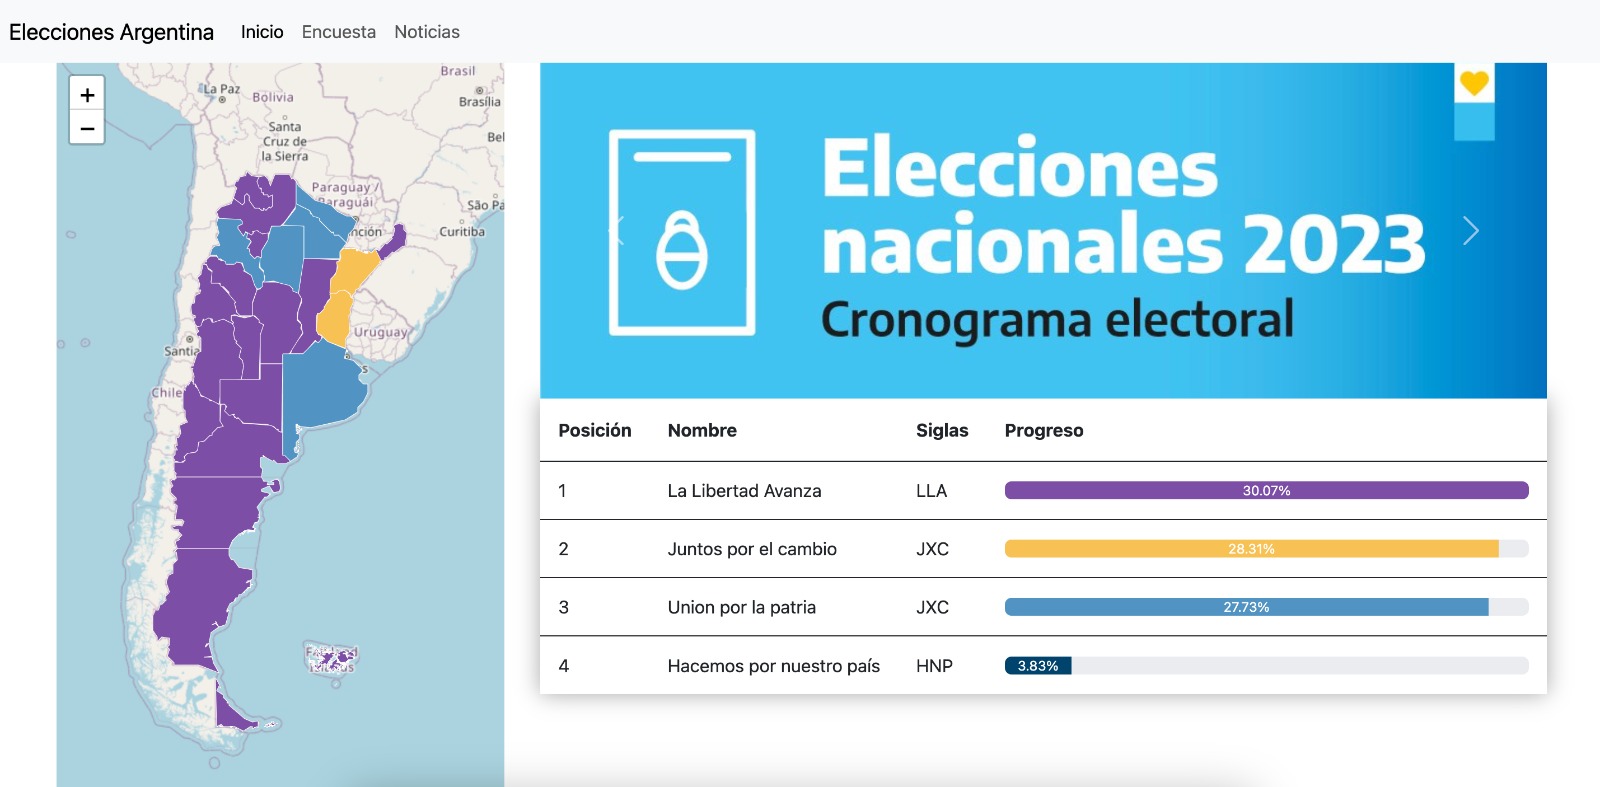 Elecciones Argentina Inicio Encuesta Noticias
+
−
Brasil
La Paz
Bolivia
Brasília
Santa
Cruz de
la Sierra
Bel
Paraguay /
Paraguái
São Pa
nción
Curitiba
Uruguay
Santia
s
Chile
Elecciones
nacionales 2023
Cronograma electoral
Posición Nombre Siglas Progreso
1 La Libertad Avanza LLA 30.07%
2 Juntos por el cambio JXC 28.31%
3 Union por la patria JXC 27.73%
4 Hacemos por nuestro país HNP 3.83%